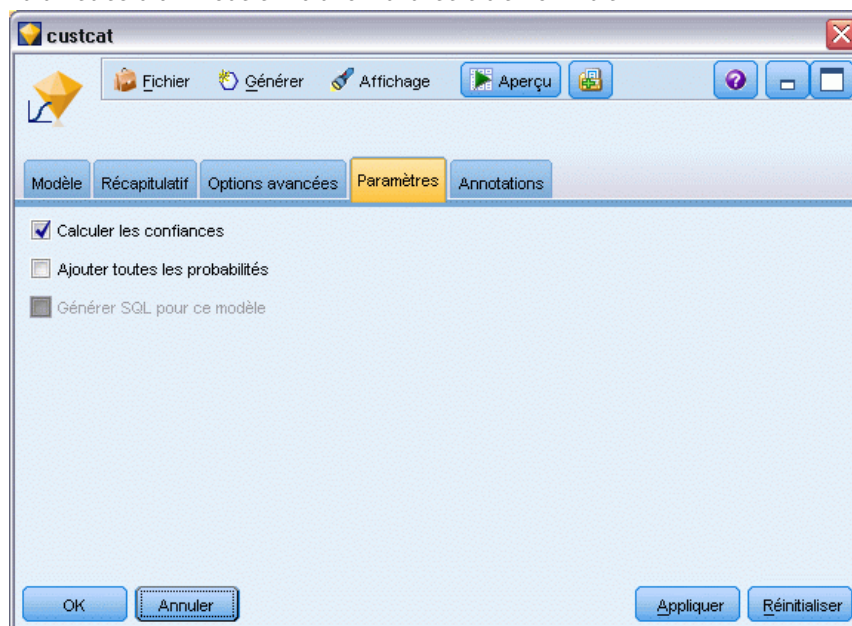 custcat
Fichier Générer Affichage Aperçu
Modèle Récapitulatif Options avancées Paramètres Annotations
Calculer les confiances
Ajouter toutes les probabilités
Générer SQL pour ce modèle
OK Annuler Appliquer Réinitialiser